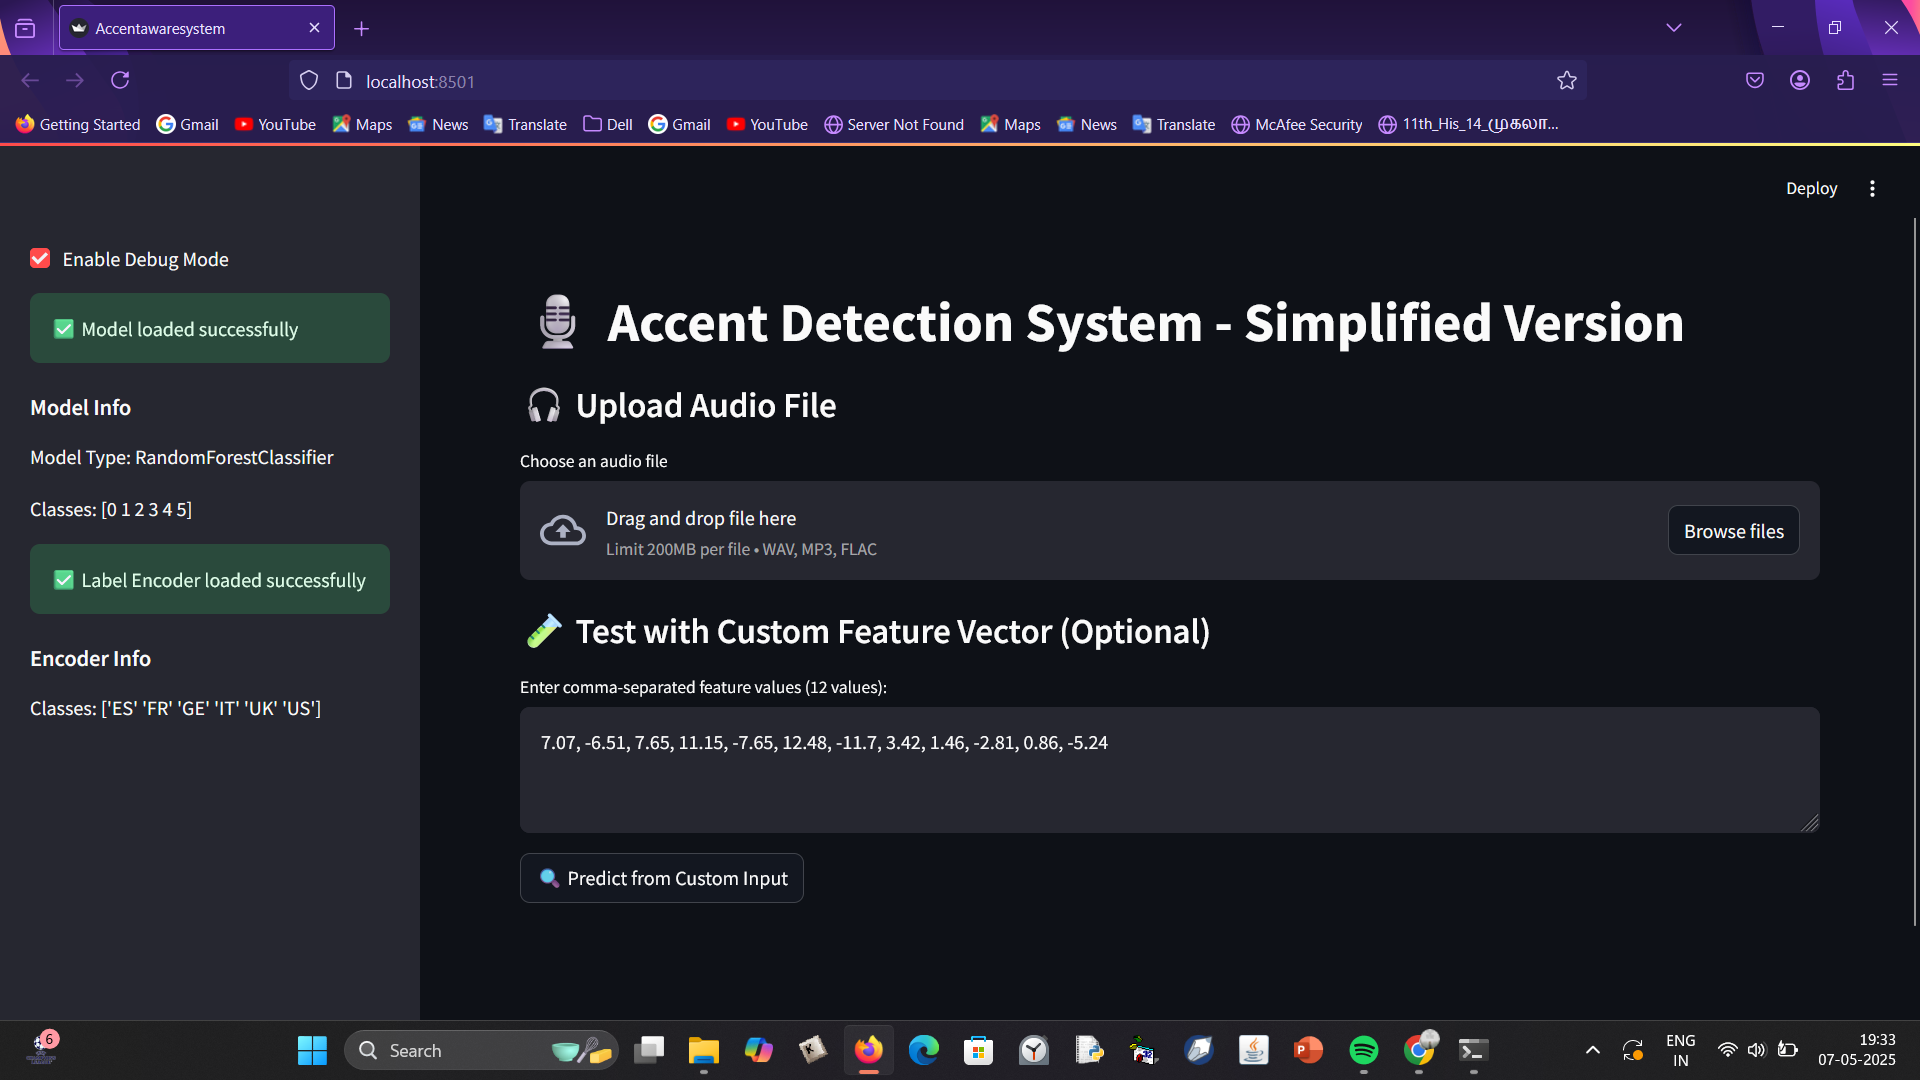 Accentawaresystem
localhost:8501
Getting Started Gmail YouTube Maps News Translate Dell Gmail YouTube Server Not Found Maps News Translate McAfee Security 11th_His_14_முகலா...
Deploy
Enable Debug Mode
Model loaded successfully
Model Info
Model Type: RandomForestClassifier
Classes: [0 1 2 3 4 5]
Label Encoder loaded successfully
Encoder Info
Classes: ['ES' 'FR' 'GE' 'IT' 'UK' 'US']
Accent Detection System - Simplified Version
Upload Audio File
Choose an audio file
Drag and drop file here
Limit 200MB per file • WAV, MP3, FLAC
Browse files
Test with Custom Feature Vector (Optional)
Enter comma-separated feature values (12 values):
7.07, -6.51, 7.65, 11.15, -7.65, 12.48, -11.7, 3.42, 1.46, -2.81, 0.86, -5.24
Predict from Custom Input
6
Search
ENG
IN
19:33
07-05-2025